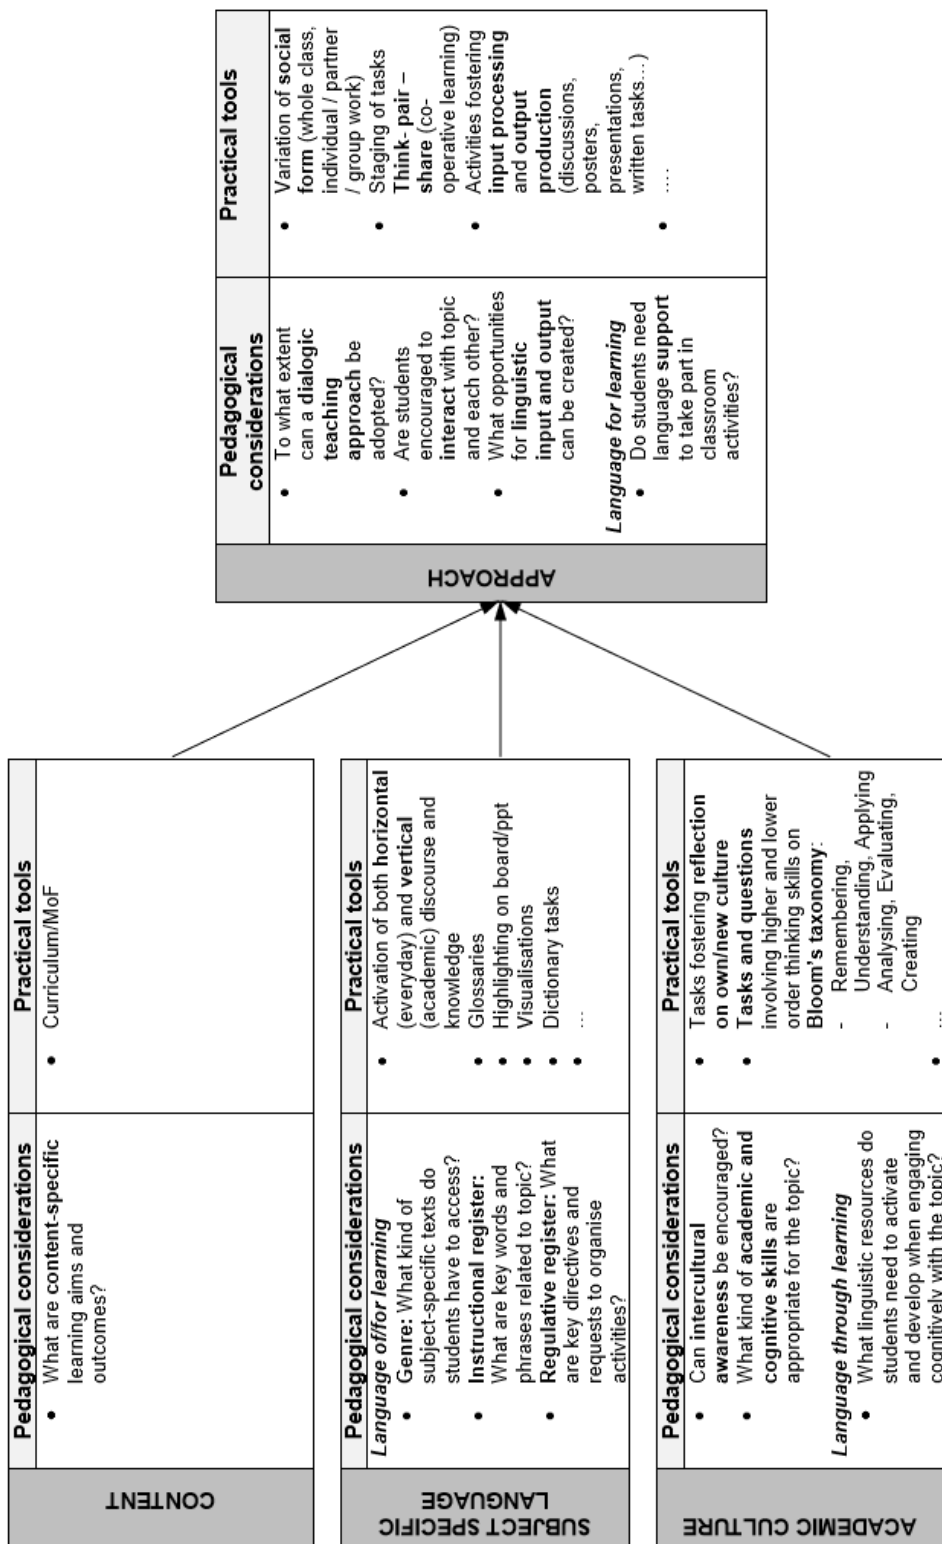 CONTENT
Pedagogical considerations
• What are content-specific
learning aims and
outcomes?
Practical tools
• Curriculum/MoF
SUBJECT SPECIFIC
LANGUAGE
Pedagogical considerations
Language of/for learning
• Genre: What kind of
subject-specific texts do
students have to access?
• Instructional register:
What are key words and
phrases related to topic?
• Regulative register: What
are key directives and
requests to organise
activities?
Practical tools
• Activation of both horizontal
(everyday) and vertical
(academic) discourse and
knowledge
• Glossaries
• Highlighting on board/ppt
• Visualisations
• Dictionary tasks
• ...
ACADEMIC CULTURE
Pedagogical considerations
• Can intercultural
awareness be encouraged?
• What kind of academic and
cognitive skills are
appropriate for the topic?
Language through learning
• What linguistic resources do
students need to activate
and develop when engaging
cognitively with the topic?
Practical tools
• Tasks fostering reflection
on own/new culture
• Tasks and questions
involving higher and lower
order thinking skills on
Bloom's taxonomy:
- Remembering,
Understanding, Applying
- Analysing, Evaluating,
Creating
• ...
APPROACH
Pedagogical
considerations
• To what extent
can a dialogic
teaching
approach be
adopted?
• Are students
encouraged to
interact with topic
and each other?
• What opportunities
for linguistic
input and output
can be created?
Language for learning
• Do students need
language support
to take part in
classroom
activities?
Practical tools
• Variation of social
form (whole class,
individual / partner
/ group work)
• Staging of tasks
Think- pair –
share (co-
operative learning)
• Activities fostering
input processing
and output
production
(discussions,
posters,
presentations,
written tasks...)
• ....